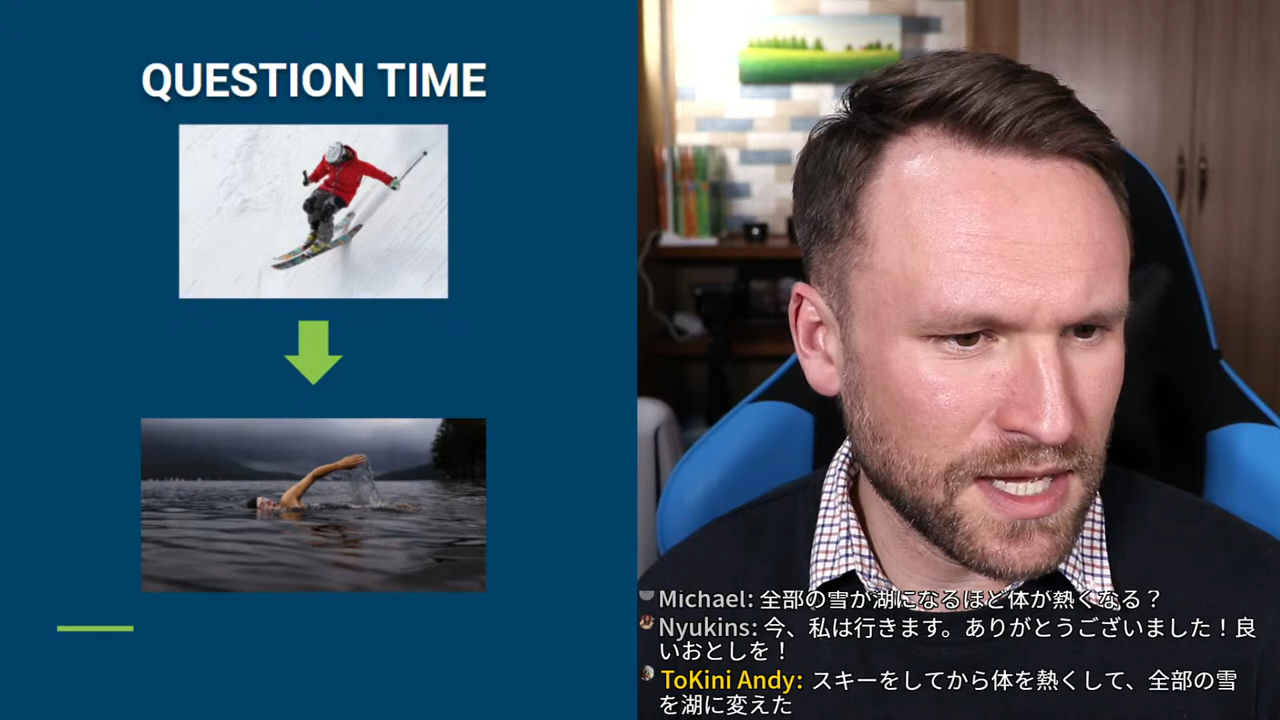 QUESTION TIME
Michael: 全部の雪が湖になるほど体が熱くなる？
Nyukins: 今、私は行きます。ありがとうございました！良
いおとしを！
ToKini Andy: スキーをしてから体を熱くして、全部の雪
を湖に変えた